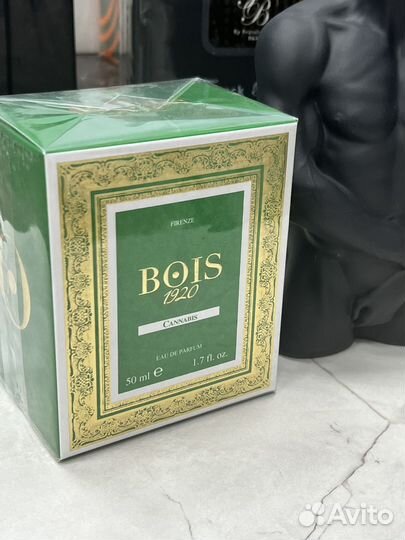 B
FIRENZE
BOIS
1920
CANNABIS
EAU DE PARFUM
50 ml ℮ 1.7 fl. oz.
Avito